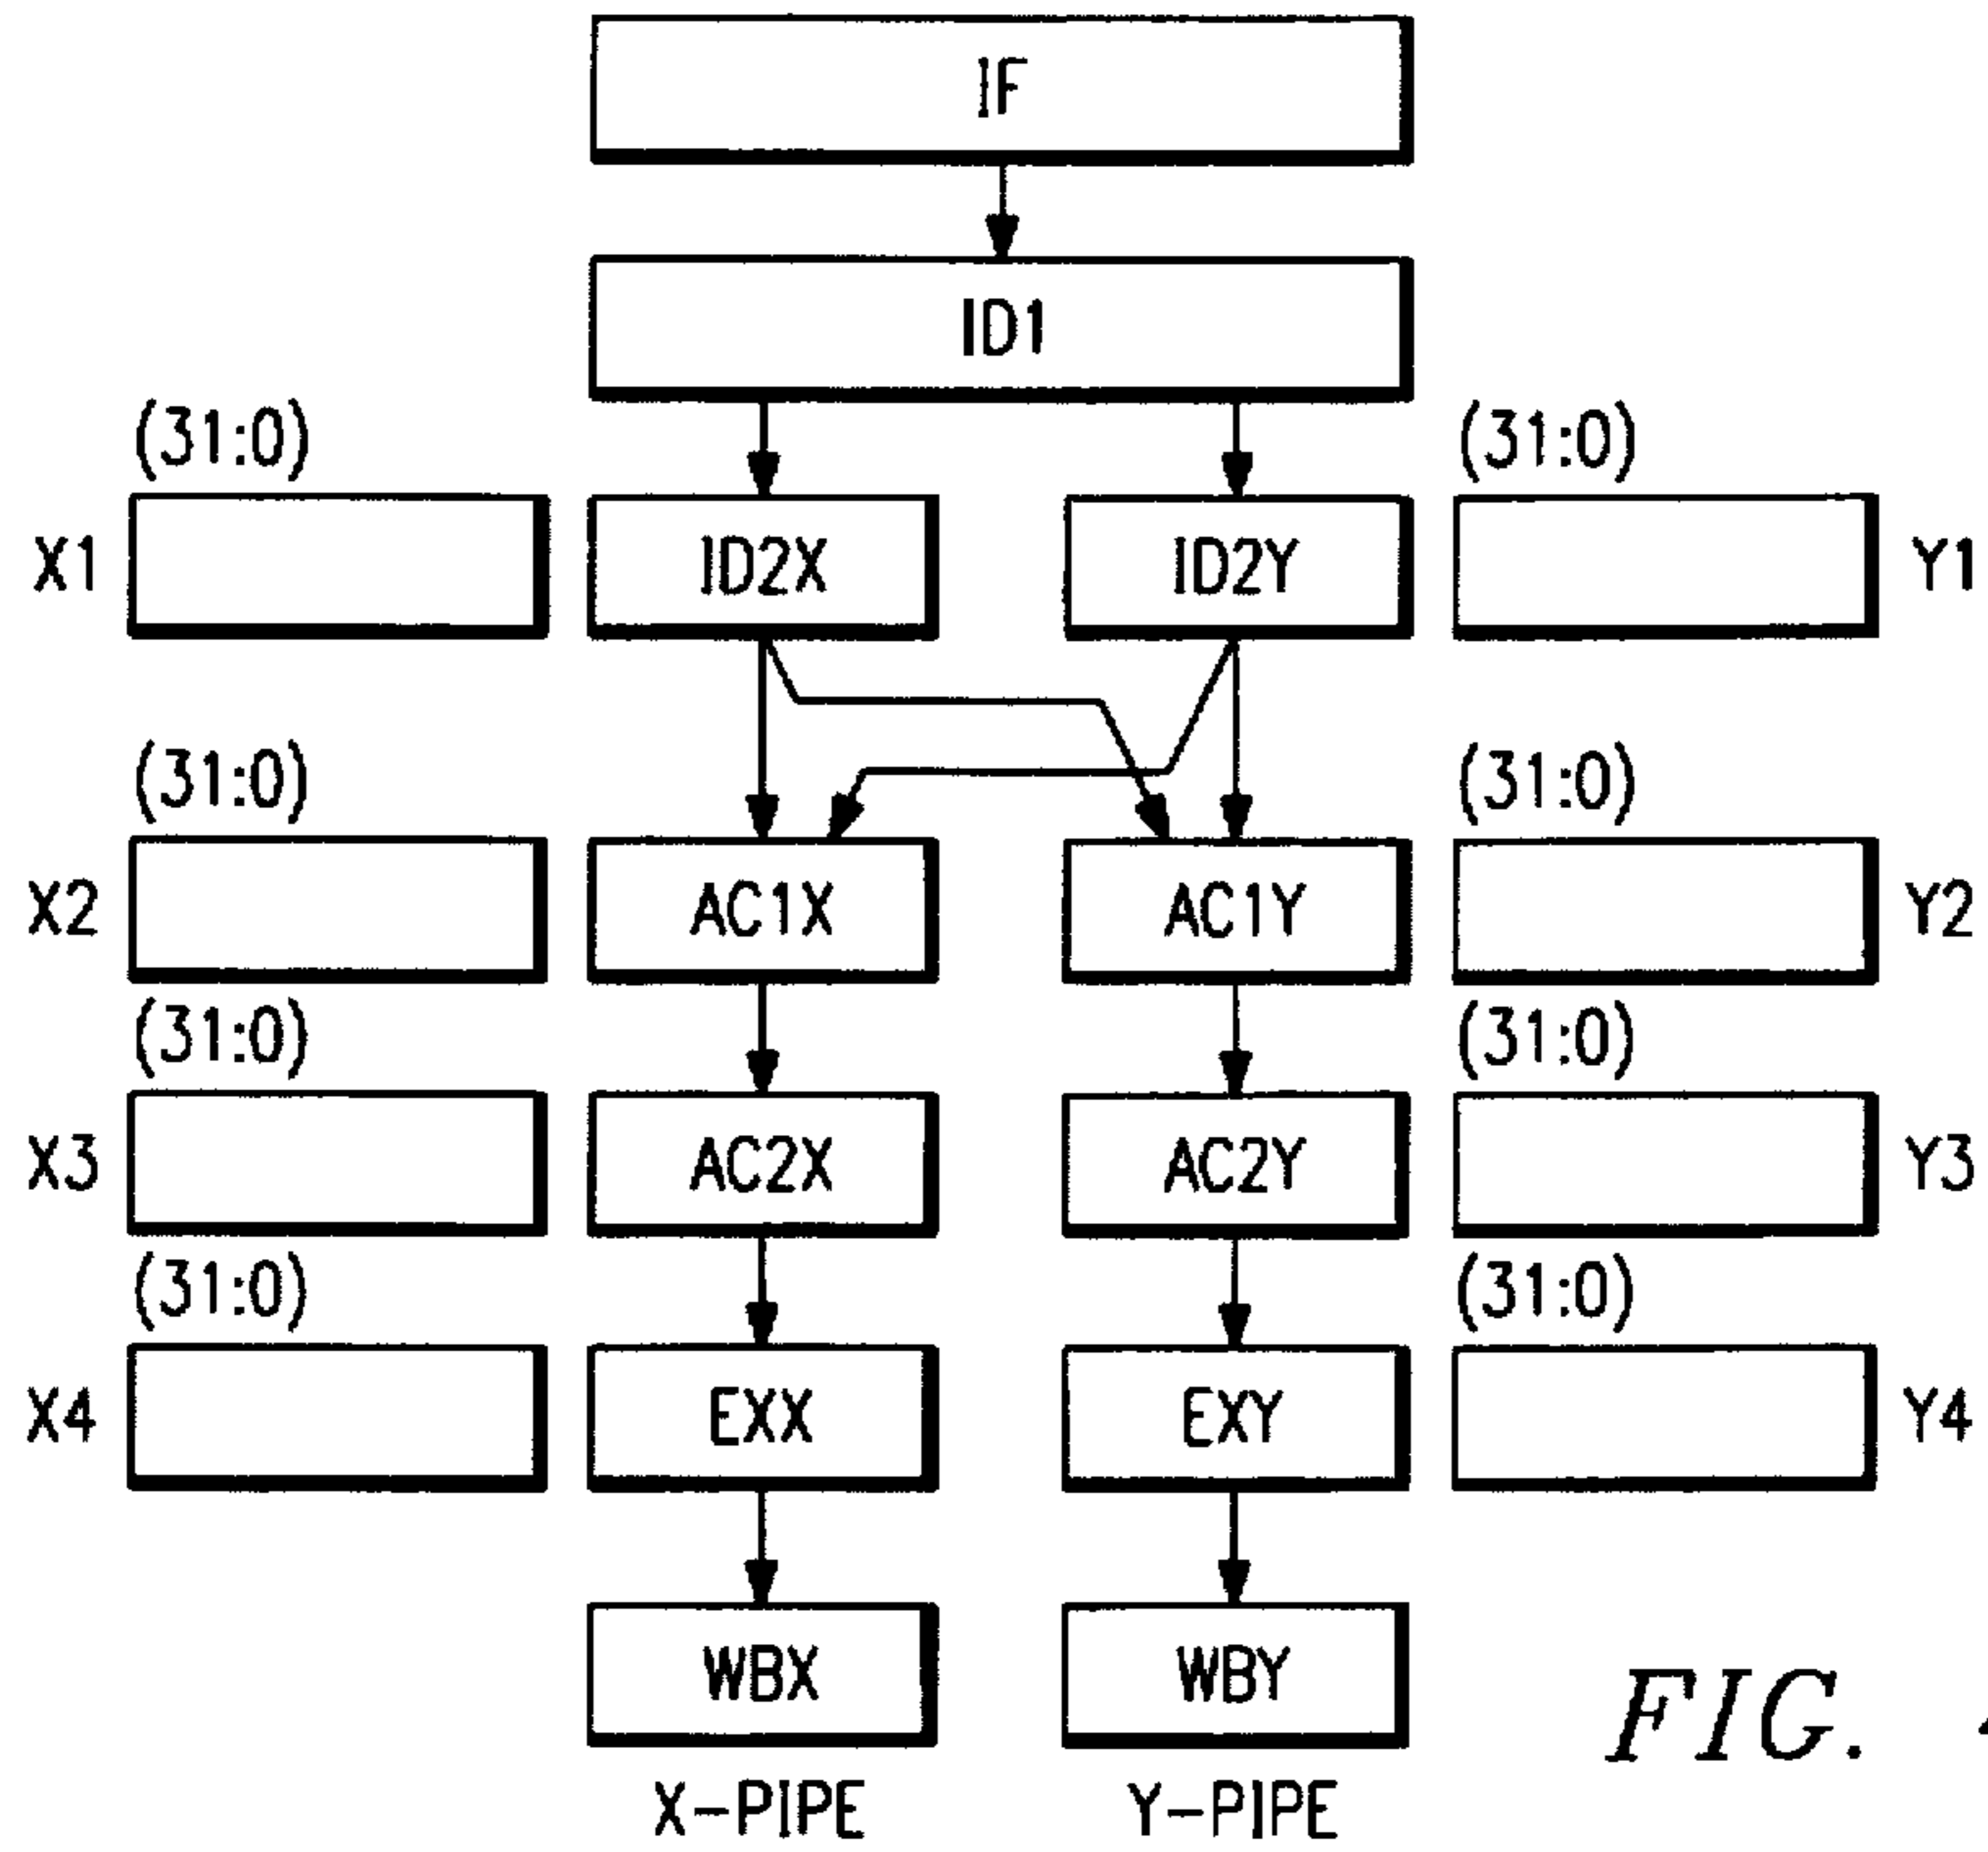 IF
ID1
(31:0) (31:0)
X1 ID2X ID2Y Y1
(31:0) (31:0)
X2 AC1X AC1Y Y2
(31:0) (31:0)
X3 AC2X AC2Y Y3
(31:0) (31:0)
X4 EXX EXY Y4
WBX WBY
X-PIPE Y-PIPE
FIG.